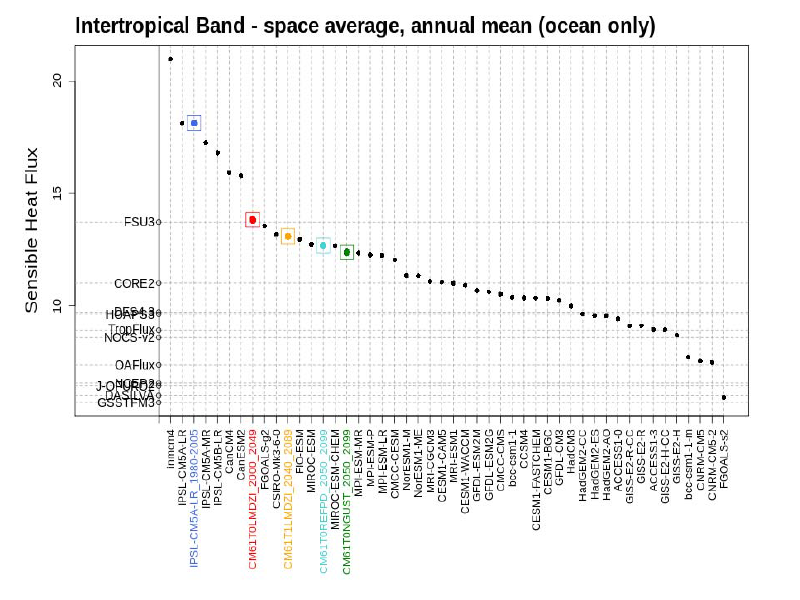 Intertropical Band - space average, annual mean (ocean only)
Sensible Heat Flux
20
15
10
FSU3
CORE2
HOAPS3
TropFlux
NOCS-v2
OAFlux
NCEP2
J-OFURO2
DASILVA
GSSTFM3
inmcm4
IPSL-CM5A-LR
IPSL-CM5A-LR_1980-2005
IPSL-CM5A-MR
IPSL-CM5B-LR
CanCM4
CanESM2
CM61T0LMDZI_2000_2049
FGOALS-g2
CSIRO-Mk3-6-0
CM61T1LMDZI_2040_2089
FIO-ESM
MIROC-ESM
CM61T0REFPD_2050_2099
MIROC-ESM-CHEM
CM61T0NGUST_2050_2099
MPI-ESM-MR
MPI-ESM-P
MPI-ESM-LR
CMCC-CESM
NorESM1-M
NorESM1-ME
MRI-CGCM3
CESM1-CAM5
MRI-ESM1
CESM1-WACCM
GFDL-ESM2M
GFDL-ESM2G
CMCC-CMS
bcc-csm1-1
CCSM4
CESM1-FASTCHEM
CESM1-BGC
GFDL-CM3
HadCM3
HadGEM2-CC
HadGEM2-ES
HadGEM2-AO
ACCESS1-0
GISS-E2-R-CC
GISS-E2-R
ACCESS1-3
GISS-E2-H-CC
GISS-E2-H
bcc-csm1-1-m
CNRM-CM5
CNRM-CM5-2
FGOALS-s2